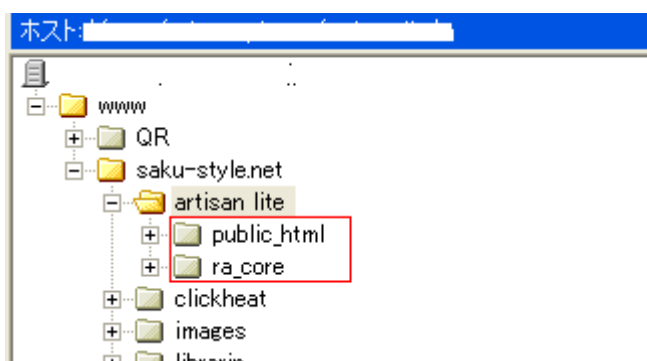 ホスト:
www
QR
saku-style.net
artisan lite
public_html
ra_core
clickheat
images